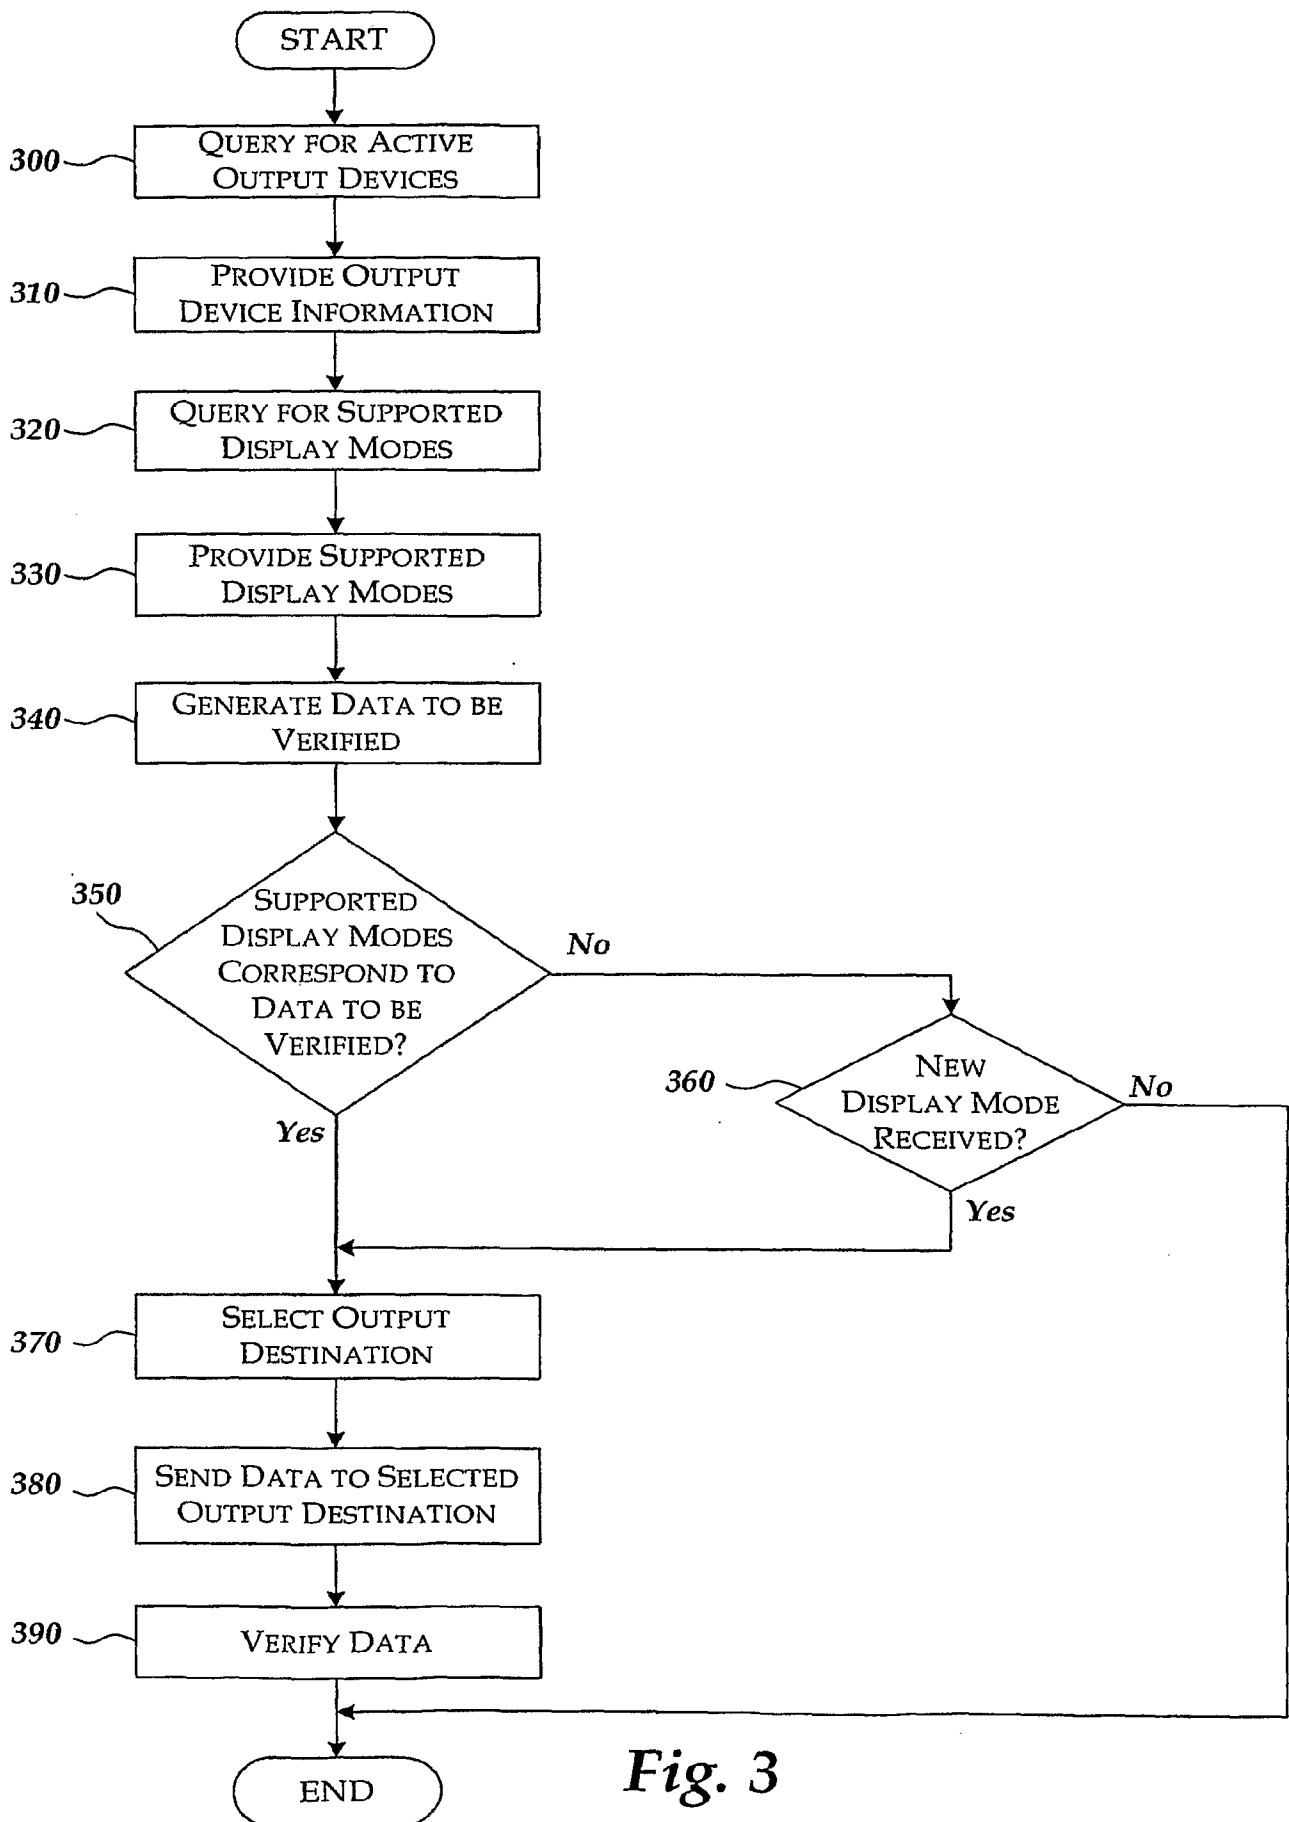 START
300
QUERY FOR ACTIVE
OUTPUT DEVICES
310
PROVIDE OUTPUT
DEVICE INFORMATION
320
QUERY FOR SUPPORTED
DISPLAY MODES
330
PROVIDE SUPPORTED
DISPLAY MODES
340
GENERATE DATA TO BE
VERIFIED
350
SUPPORTED
DISPLAY MODES
CORRESPOND TO
DATA TO BE
VERIFIED?
No
Yes
360
NEW
DISPLAY MODE
RECEIVED?
No
Yes
370
SELECT OUTPUT
DESTINATION
380
SEND DATA TO SELECTED
OUTPUT DESTINATION
390
VERIFY DATA
END
Fig. 3